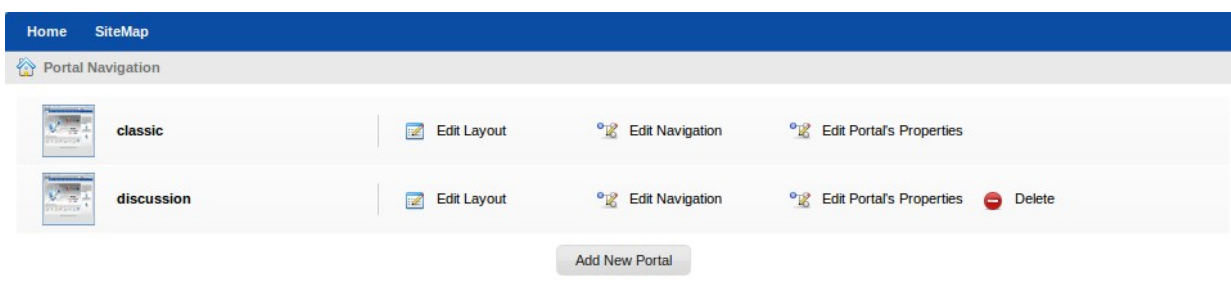 Home SiteMap
Portal Navigation
classic Edit Layout Edit Navigation Edit Portal's Properties
discussion Edit Layout Edit Navigation Edit Portal's Properties Delete
Add New Portal